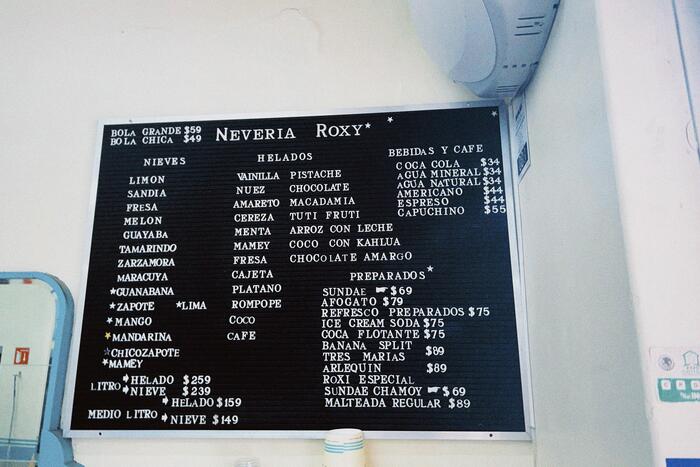 BOLA GRANDE $59
BOLA CHICA $49
NEVERIA ROXY*
NIEVES
LIMON
SANDIA
FRESA
MELON
GUAYABA
TAMARINDO
ZARZAMORA
MARACUYA
*GUANABANA
*ZAPOTE *LIMA
*MANGO
*MANDARINA
*CHICOZAPOTE
*MAMEY
LITRO HELADO $259
NIEVE $239
MEDIO LITRO HELADO $159
NIEVE $149
HELADOS
VAINILLA PISTACHE
NUEZ CHOCOLATE
AMARETO MACADAMIA
CEREZA TUTI FRUTI
MENTA ARROZ CON LECHE
MAMEY COCO CON KAHLUA
FRESA CHOCOLATE AMARGO
CAJETA
PLATANO
ROMPOPE
COCO
CAFE
BEBIDAS Y CAFE
COCA COLA $34
AGUA MINERAL $34
AGUA NATURAL $34
AMERICANO $44
ESPRESO $44
CAPUCHINO $55
PREPARADOS*
SUNDAE $69
AFOGATO $79
REFRESCO PREPARADOS $75
ICE CREAM SODA $75
COCA FLOTANTE $75
BANANA SPLIT
TRES MARIAS $89
ARLEQUIN
ROXI ESPECIAL $89
SUNDAE CHAMOY $69
MALTEADA REGULAR $89